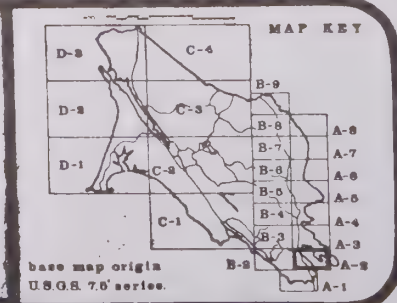 MAP KEY
D-3
C-4
B-9
D-2
C-3
B-8
A-8
B-7
A-7
D-1
C-2
B-6
A-6
B-5
A-5
B-4
A-4
C-1
B-3
A-3
B-2
A-2
A-1
base map origin
U.S.G.S. 7.5' series.